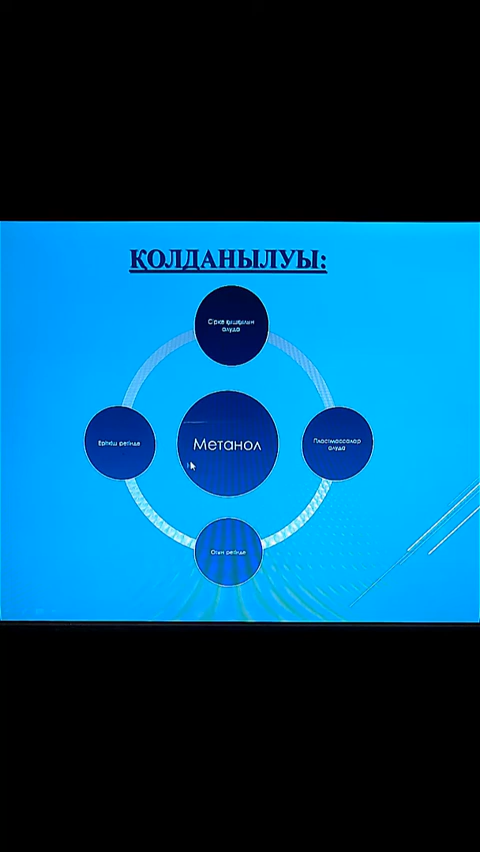 ҚОЛДАНЫЛУЫ:
Сірке қышқылын
алуда
Еріткіш ретінде
Метанол
Пластмассалар
алуда
Отын ретінде